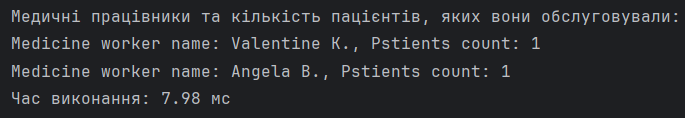 Медичні працівники та кількість пацієнтів, яких вони обслуговували:
Medicine worker name: Valentine K., Pstients count: 1
Medicine worker name: Angela B., Pstients count: 1
Час виконання: 7.98 мс